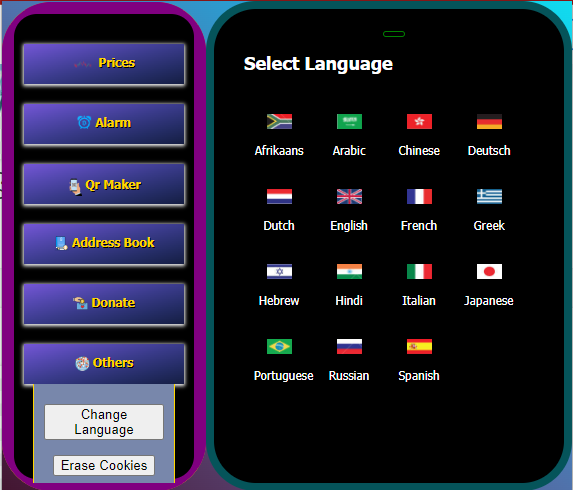 Prices
Alarm
Qr Maker
Address Book
Donate
Others
Change
Language
Erase Cookies
Select Language
Afrikaans Arabic Chinese Deutsch
Dutch English French Greek
Hebrew Hindi Italian Japanese
Portuguese Russian Spanish